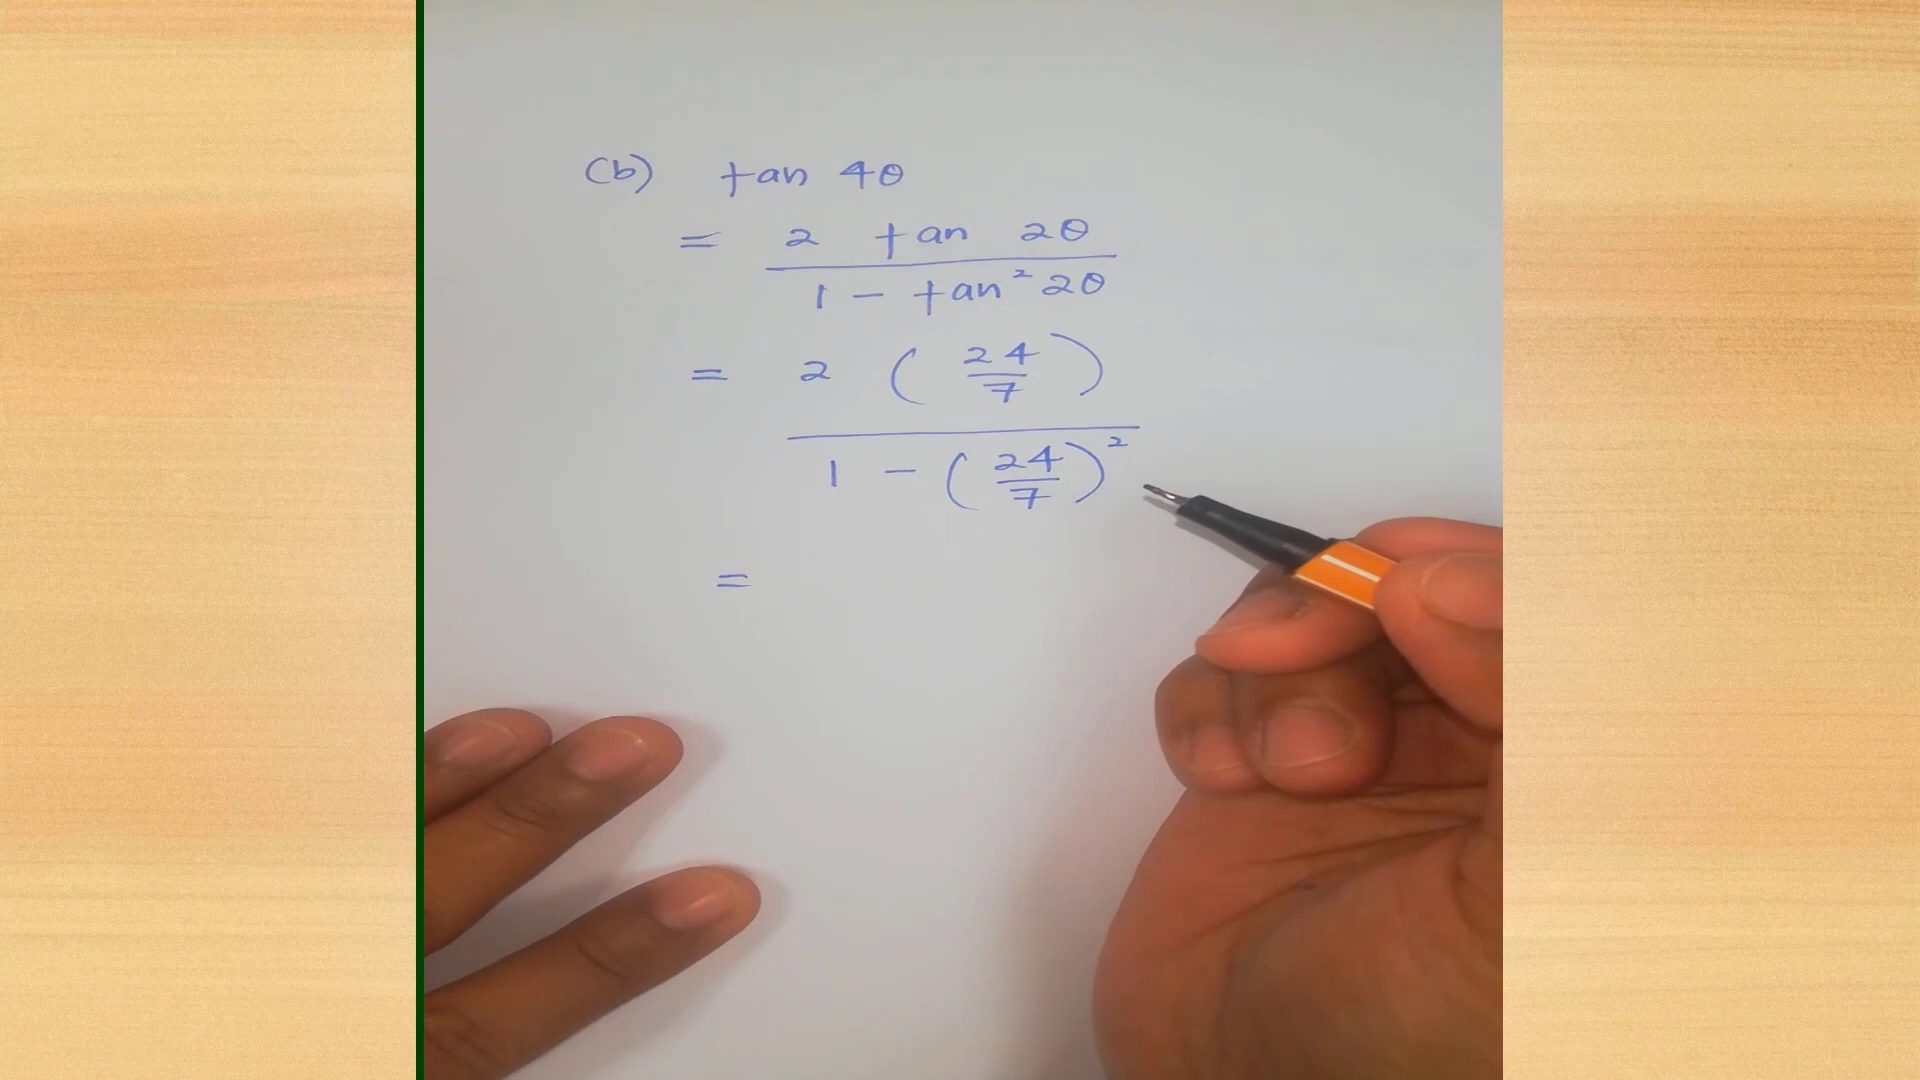 (b) tan 4θ
= 2 tan 2θ
1 - tan² 2θ
= 2 (24/7)
1 - (24/7)²
=